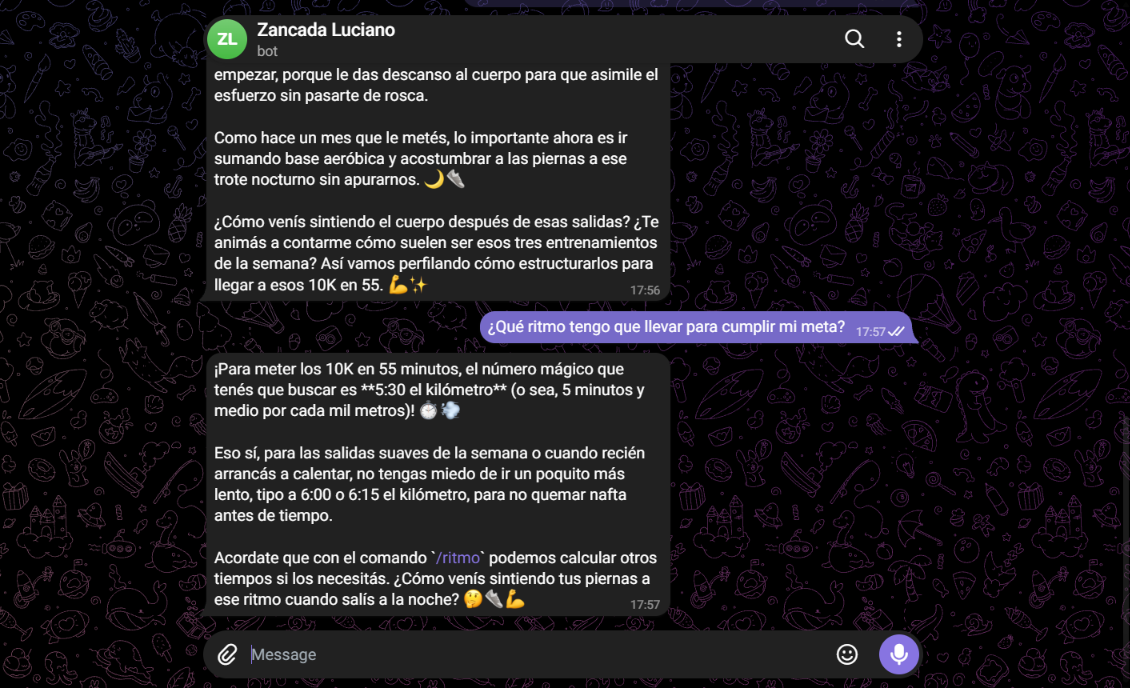 ZL
Zancada Luciano
bot
empezar, porque le das descanso al cuerpo para que asimile el
esfuerzo sin pasarte de rosca.
Como hace un mes que le metés, lo importante ahora es ir
sumando base aeróbica y acostumbrar a las piernas a ese
trote nocturno sin apurarnos. 🌙👟
¿Cómo venís sintiendo el cuerpo después de esas salidas? ¿Te
animás a contarme cómo suelen ser esos tres entrenamientos
de la semana? Así vamos perfilando cómo estructurarlos para
llegar a esos 10K en 55. 💪✨
17:56
¿Qué ritmo tengo que llevar para cumplir mi meta?
17:57
¡Para meter los 10K en 55 minutos, el número mágico que
tenés que buscar es **5:30 el kilómetro** (o sea, 5 minutos y
medio por cada mil metros)! ⏱️💨
Eso sí, para las salidas suaves de la semana o cuando recién
arrancás a calentar, no tengas miedo de ir un poquito más
lento, tipo a 6:00 o 6:15 el kilómetro, para no quemar nafta
antes de tiempo.
Acordate que con el comando `/ritmo` podemos calcular otros
tiempos si los necesitás. ¿Cómo venís sintiendo tus piernas a
ese ritmo cuando salís a la noche? 🤔👟💪
17:57
Message